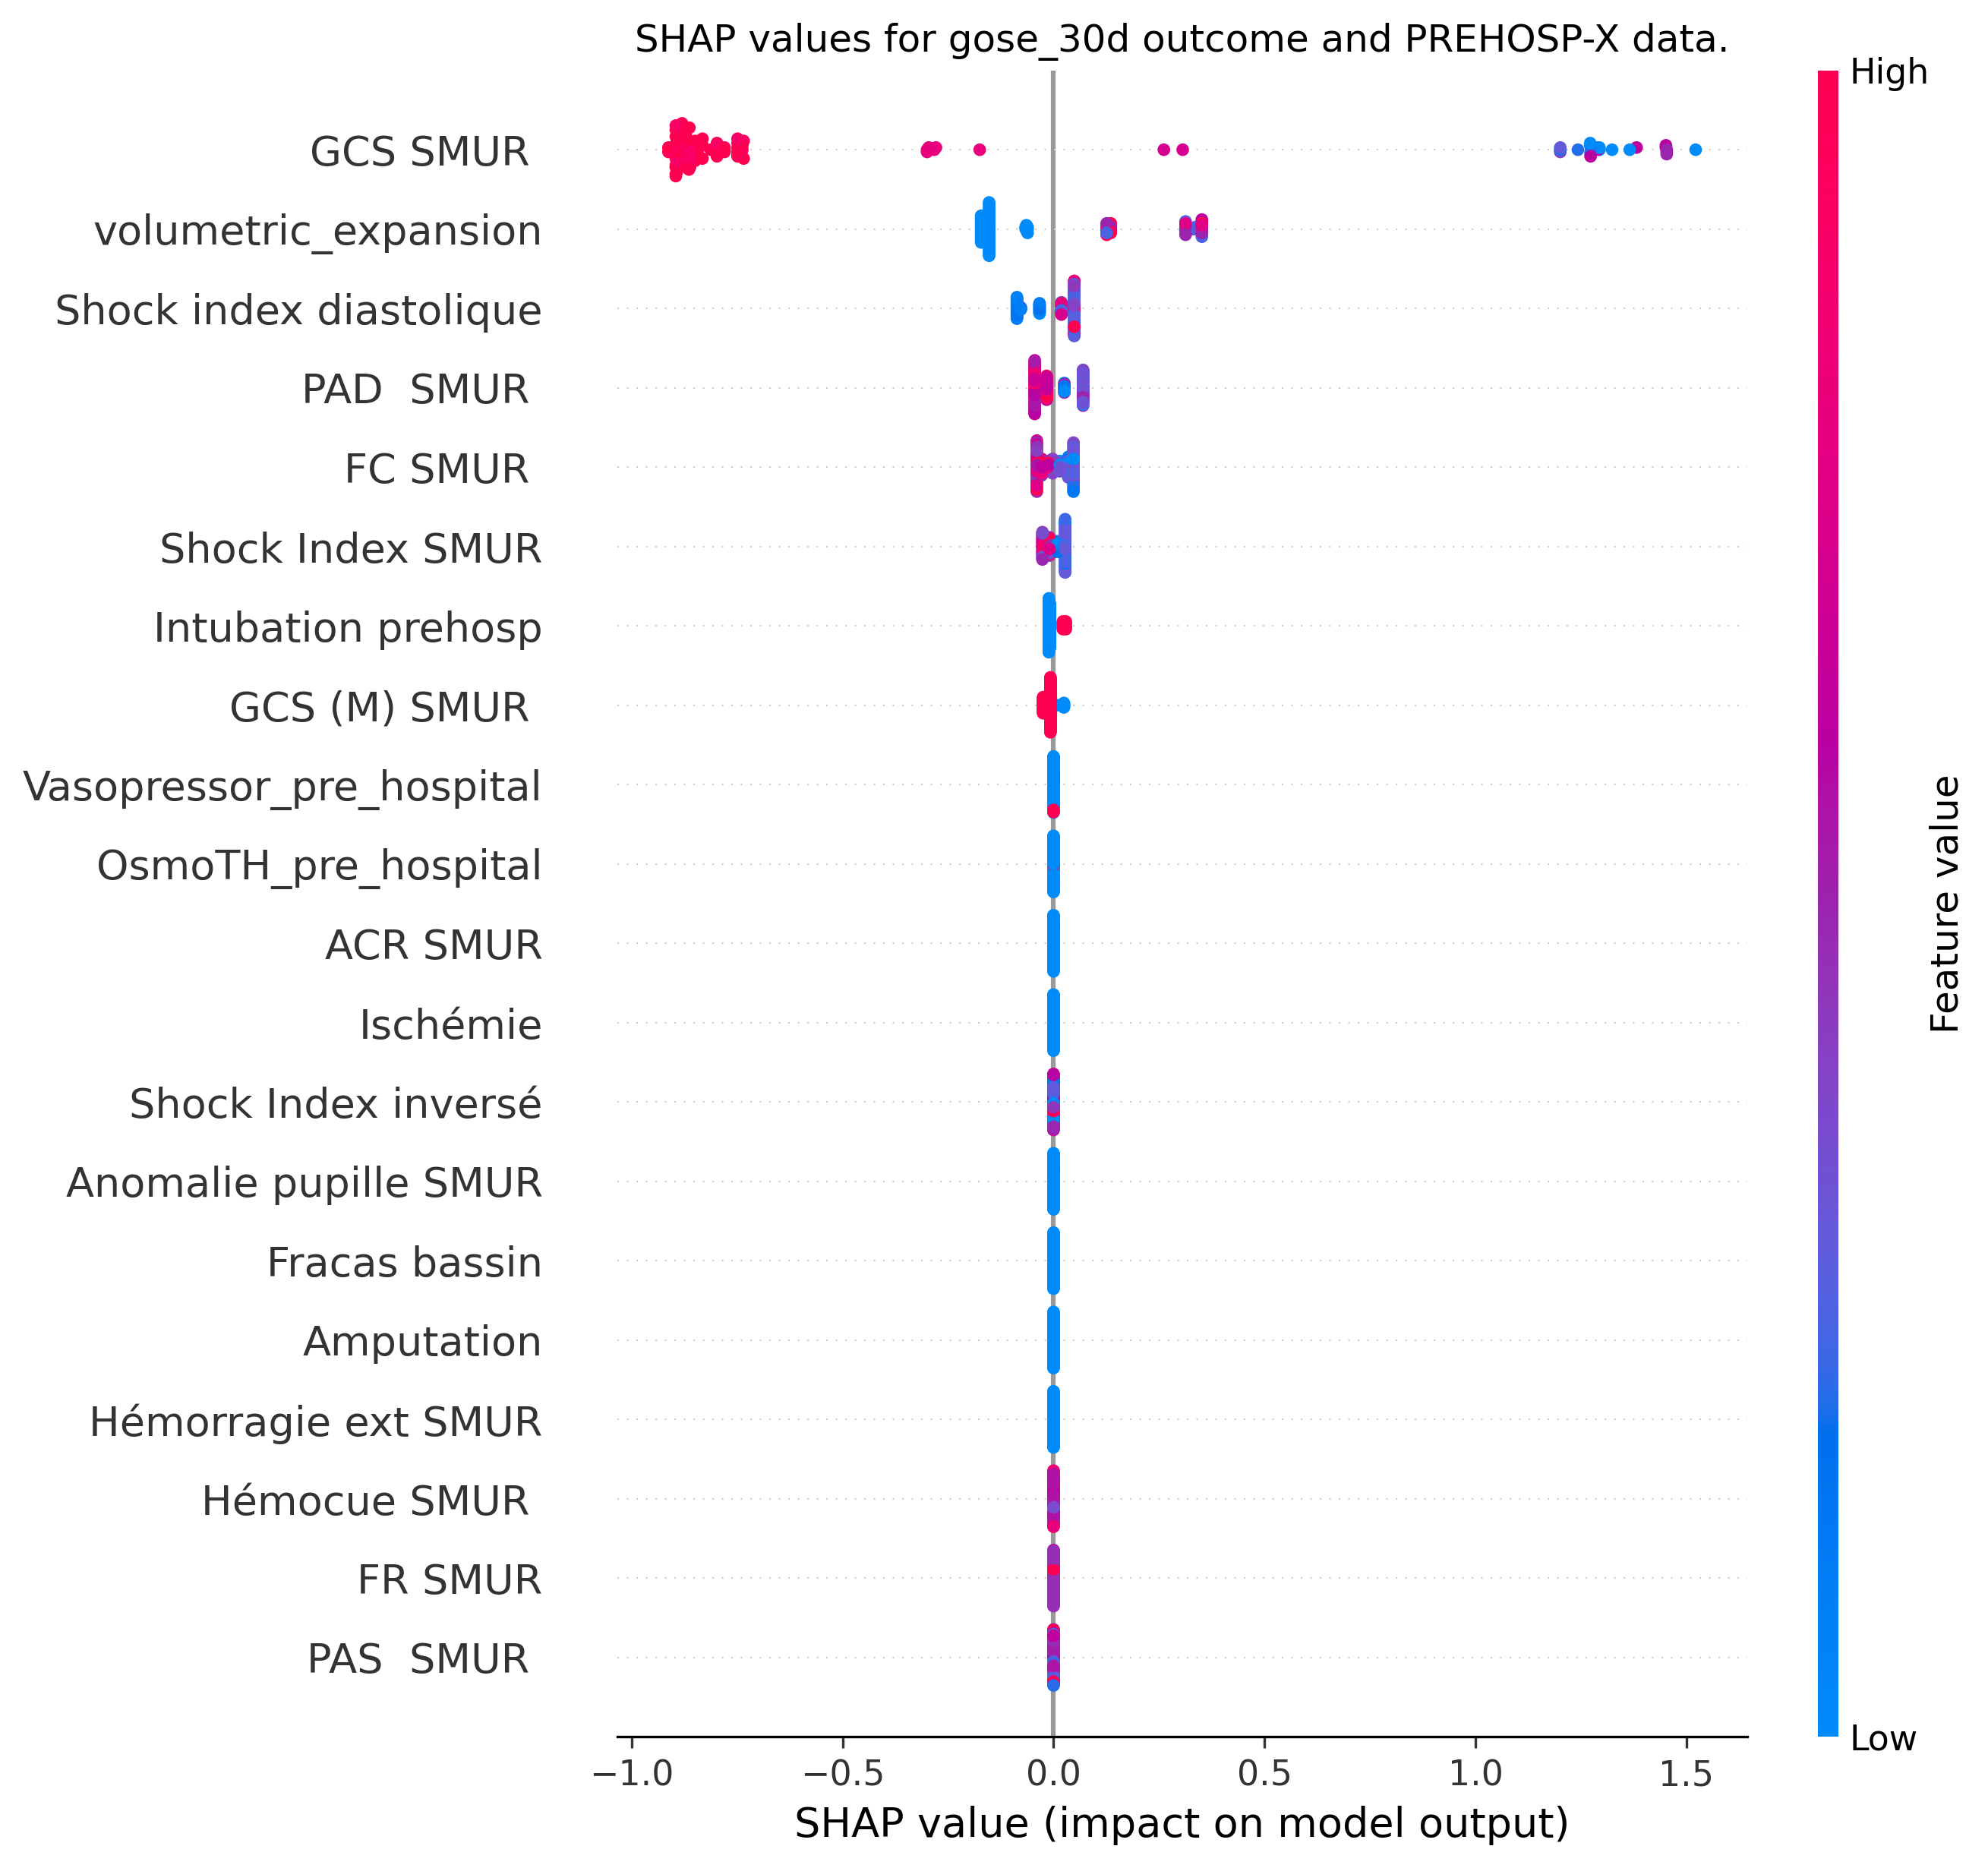 SHAP values for gose_30d outcome and PREHOSP-X data.
High
GCS SMUR
volumetric_expansion
Shock index diastolique
PAD  SMUR
FC SMUR
Shock Index SMUR
Intubation prehosp
GCS (M) SMUR
Vasopressor_pre_hospital
OsmoTH_pre_hospital
ACR SMUR
Ischémie
Shock Index inversé
Anomalie pupille SMUR
Fracas bassin
Amputation
Hémorragie ext SMUR
Hémocue SMUR
FR SMUR
PAS  SMUR
Feature value
Low
−1.0 −0.5 0.0 0.5 1.0 1.5
SHAP value (impact on model output)